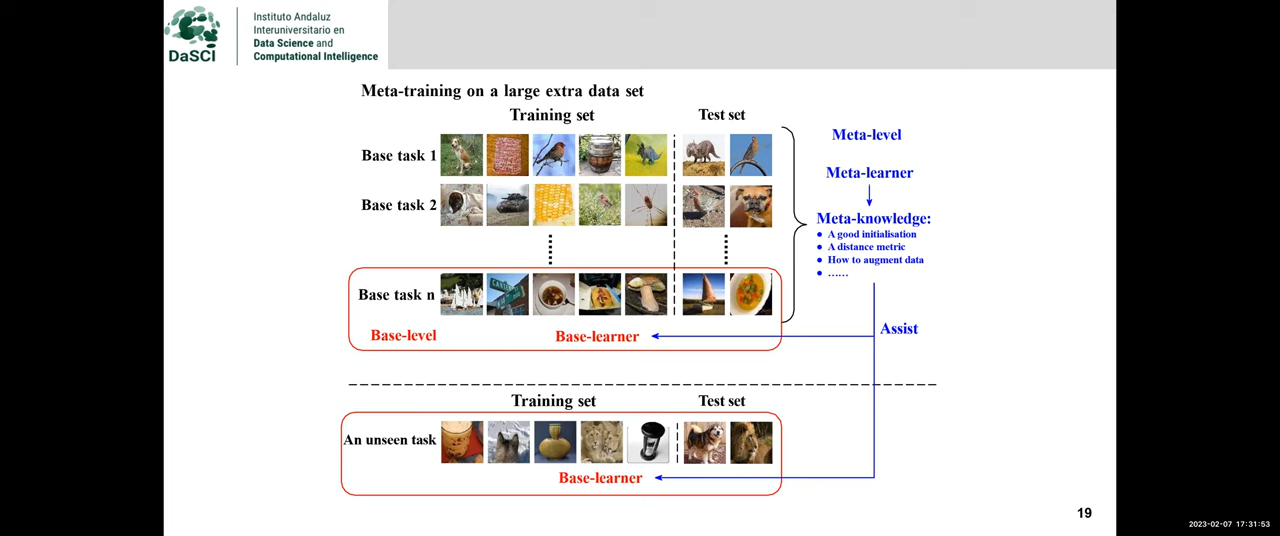 DaSCI
Instituto Andaluz
Interuniversitario en
Data Science and
Computational Intelligence
Meta-training on a large extra data set
Training set
Test set
Base task 1
Base task 2
Base task n
Base-level
Base-learner
Meta-level
Meta-learner
Meta-knowledge:
● A good initialisation
● A distance metric
● How to augment data
● ……
Assist
Training set
Test set
An unseen task
Base-learner
19
2023-02-07 17:31:53